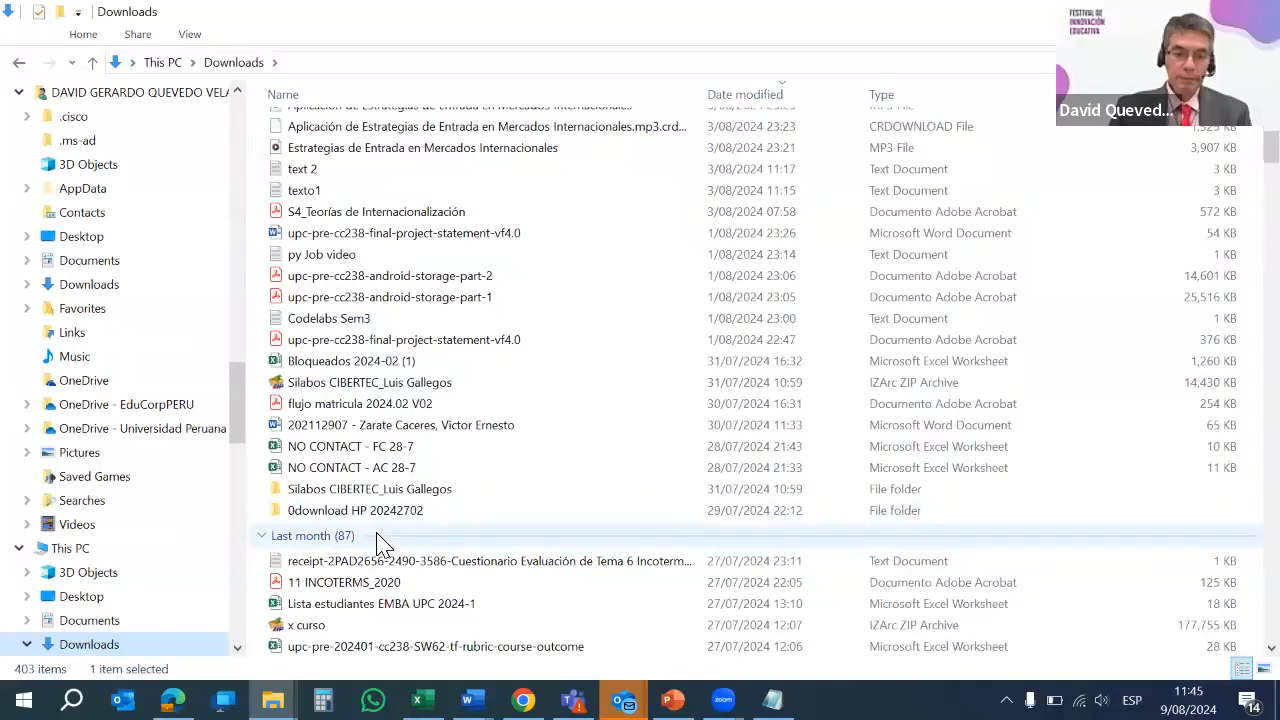 Downloads
Home Share View
This PC Downloads
DAVID GERARDO QUEVEDO VEL
.cisco
.ms-ad
3D Objects
AppData
Contacts
Desktop
Documents
Downloads
Favorites
Links
Music
OneDrive
OneDrive - EduCorpPERU
OneDrive - Universidad Peruana
Pictures
Saved Games
Searches
Videos
This PC
3D Objects
Desktop
Documents
Downloads
Name Date modified Type
Aplicación de Estrategias de Entrada en Mercados Internacionales.mp3.crd... 3/08/2024 23:23 CRDOWNLOAD File 1,525 KB
Estrategias de Entrada en Mercados Internacionales 3/08/2024 23:21 MP3 File 3,907 KB
text 2 3/08/2024 11:17 Text Document 3 KB
texto1 3/08/2024 11:15 Text Document 3 KB
S4_Teorías de Internacionalización 3/08/2024 07:58 Documento Adobe Acrobat 572 KB
upc-pre-cc238-final-project-statement-vf4.0 1/08/2024 23:26 Microsoft Word Document 54 KB
py Job video 1/08/2024 23:14 Text Document 1 KB
upc-pre-cc238-android-storage-part-2 1/08/2024 23:06 Documento Adobe Acrobat 14,601 KB
upc-pre-cc238-android-storage-part-1 1/08/2024 23:05 Documento Adobe Acrobat 25,516 KB
Codelabs Sem3 1/08/2024 23:00 Text Document 1 KB
upc-pre-cc238-final-project-statement-vf4.0 1/08/2024 22:47 Documento Adobe Acrobat 376 KB
Bloqueados 2024-02 (1) 31/07/2024 16:32 Microsoft Excel Worksheet 1,260 KB
Silabos CIBERTEC_Luis Gallegos 31/07/2024 10:59 IZArc ZIP Archive 14,430 KB
flujo matricula 2024.02 V02 30/07/2024 16:31 Documento Adobe Acrobat 254 KB
202112907 - Zarate Caceres, Victor Ernesto 30/07/2024 11:33 Microsoft Word Document 65 KB
NO CONTACT - FC 28-7 28/07/2024 21:43 Microsoft Excel Worksheet 10 KB
NO CONTACT - AC 28-7 28/07/2024 21:33 Microsoft Excel Worksheet 11 KB
Silabos CIBERTEC_Luis Gallegos 31/07/2024 10:59 File folder
0download HP 20242702 29/07/2024 22:12 File folder
Last month (87)
receipt-2PAD2656-2490-3586-Cuestionario Evaluación de Tema 6 Incoterm... 27/07/2024 23:11 Text Document 1 KB
11 INCOTERMS_2020 27/07/2024 22:05 Documento Adobe Acrobat 125 KB
Lista estudiantes EMBA UPC 2024-1 27/07/2024 13:10 Microsoft Excel Worksheet 18 KB
x curso 27/07/2024 12:07 IZArc ZIP Archive 177,755 KB
upc-pre-202401-cc238-SW62-tf-rubric-course-outcome 27/07/2024 12:06 Microsoft Excel Worksheet 28 KB
403 items 1 item selected
FESTIVAL DE
INNOVACIÓN
EDUCATIVA
David Queved...
zoom
ESP
11:45
9/08/2024
14